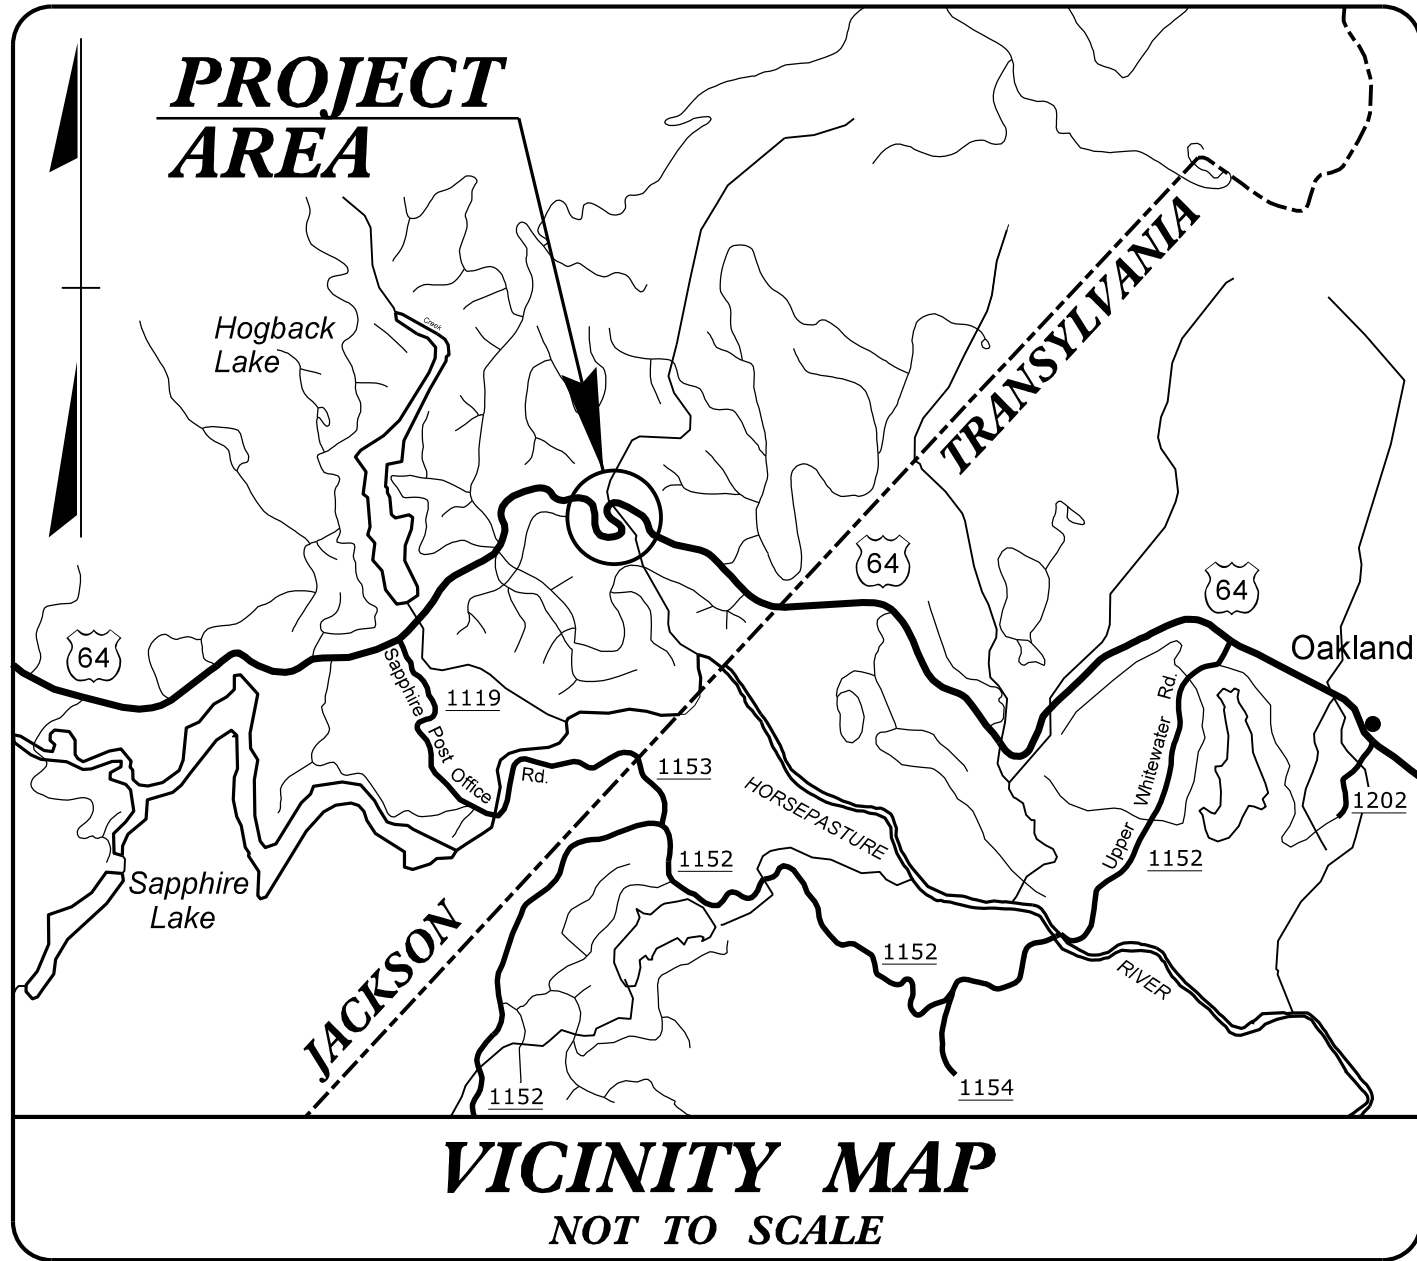 PROJECT
AREA
TRANSYLVANIA
Hogback
Lake
Creek
64
64
64
Oakland
Sapphire Post Office Rd.
1119
1153
Upper Whitewater Rd.
1202
HORSEPASTURE
1152
1152
Sapphire
Lake
JACKSON
1152
RIVER
1154
1152
VICINITY MAP
NOT TO SCALE